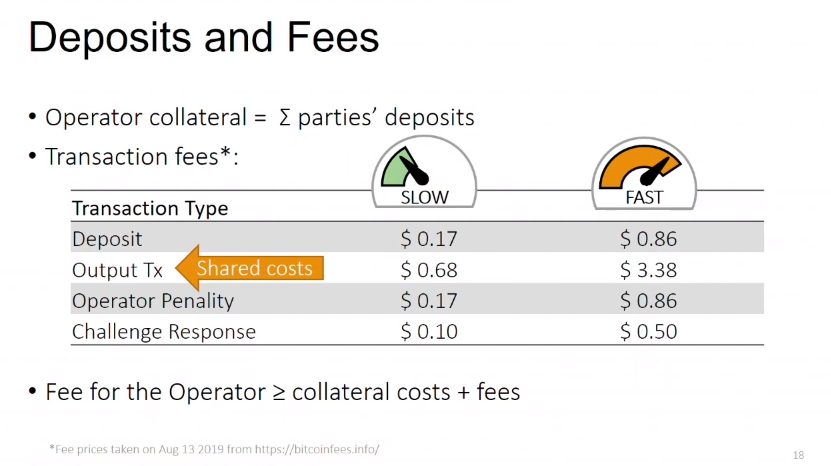 Deposits and Fees
• Operator collateral = Σ parties’ deposits
• Transaction fees*:
SLOW FAST
Transaction Type
Deposit $ 0.17 $ 0.86
Output Tx Shared costs $ 0.68 $ 3.38
Operator Penality $ 0.17 $ 0.86
Challenge Response $ 0.10 $ 0.50
• Fee for the Operator ≥ collateral costs + fees
*Fee prices taken on Aug 13 2019 from https://bitcoinfees.info/
18